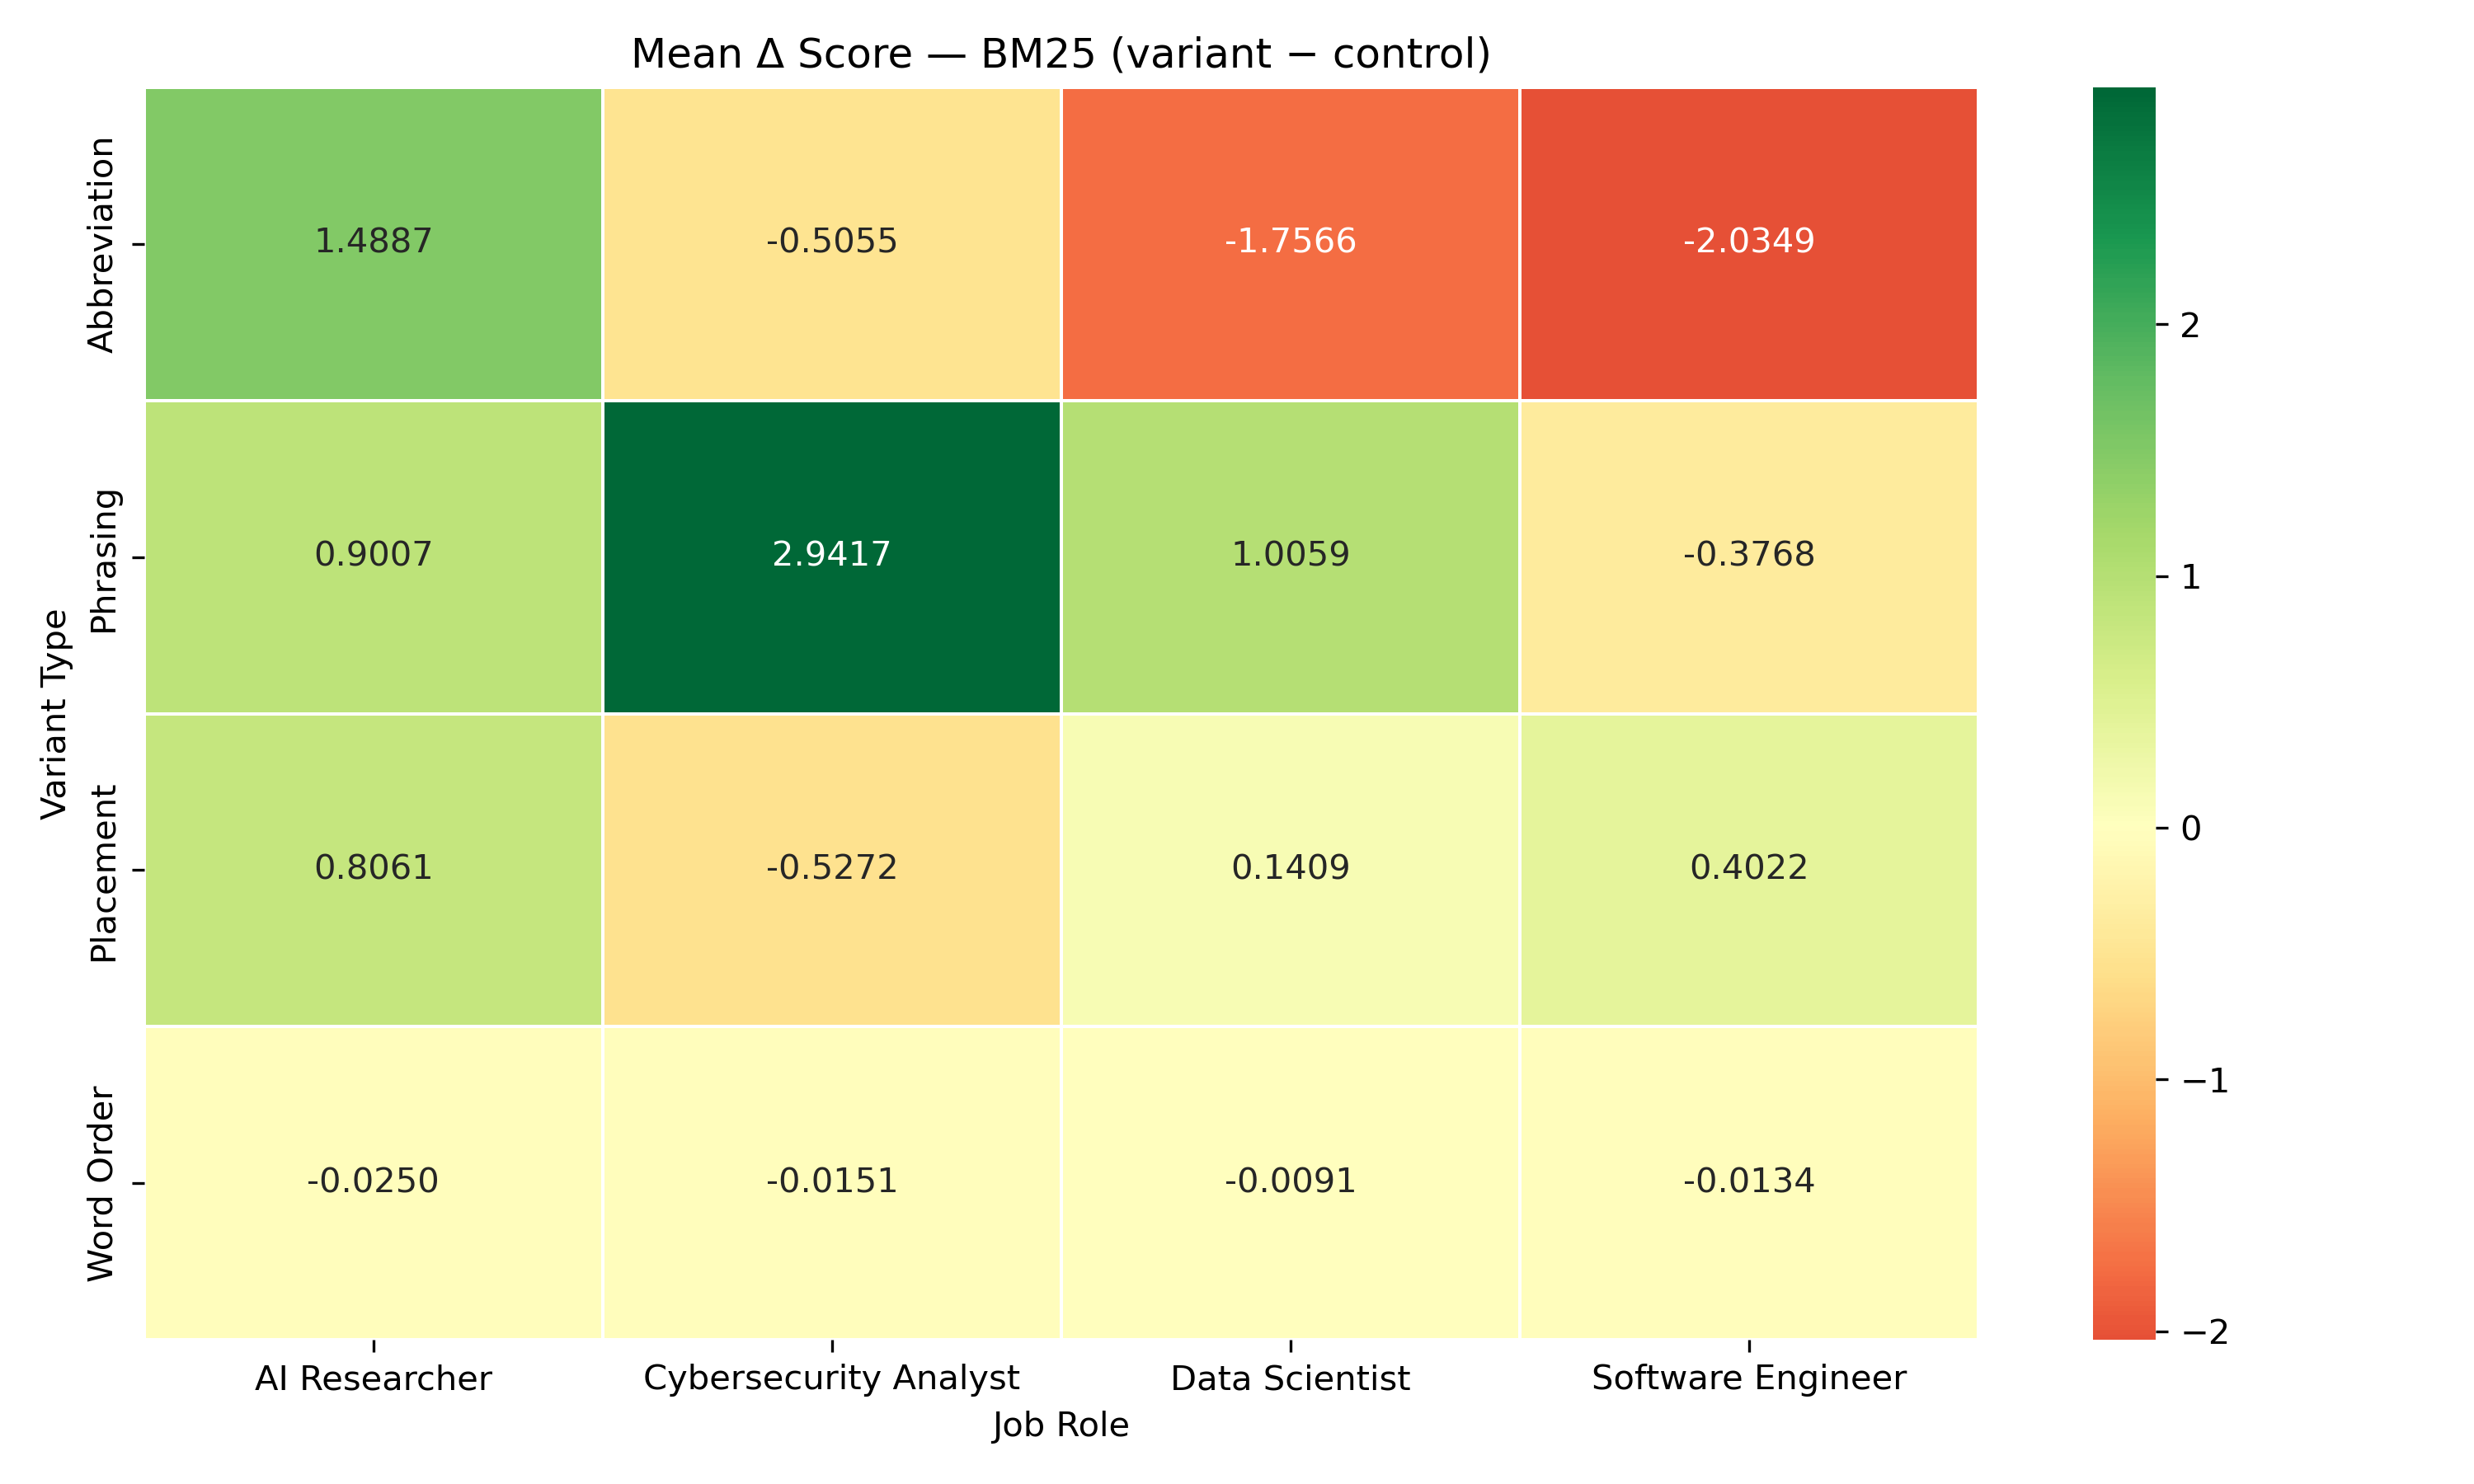 Mean Δ Score — BM25 (variant − control)
Variant Type
Abbreviation
1.4887 -0.5055 -1.7566 -2.0349
Phrasing
0.9007 2.9417 1.0059 -0.3768
Placement
0.8061 -0.5272 0.1409 0.4022
Word Order
-0.0250 -0.0151 -0.0091 -0.0134
AI Researcher Cybersecurity Analyst Data Scientist Software Engineer
Job Role
2
1
0
−1
−2